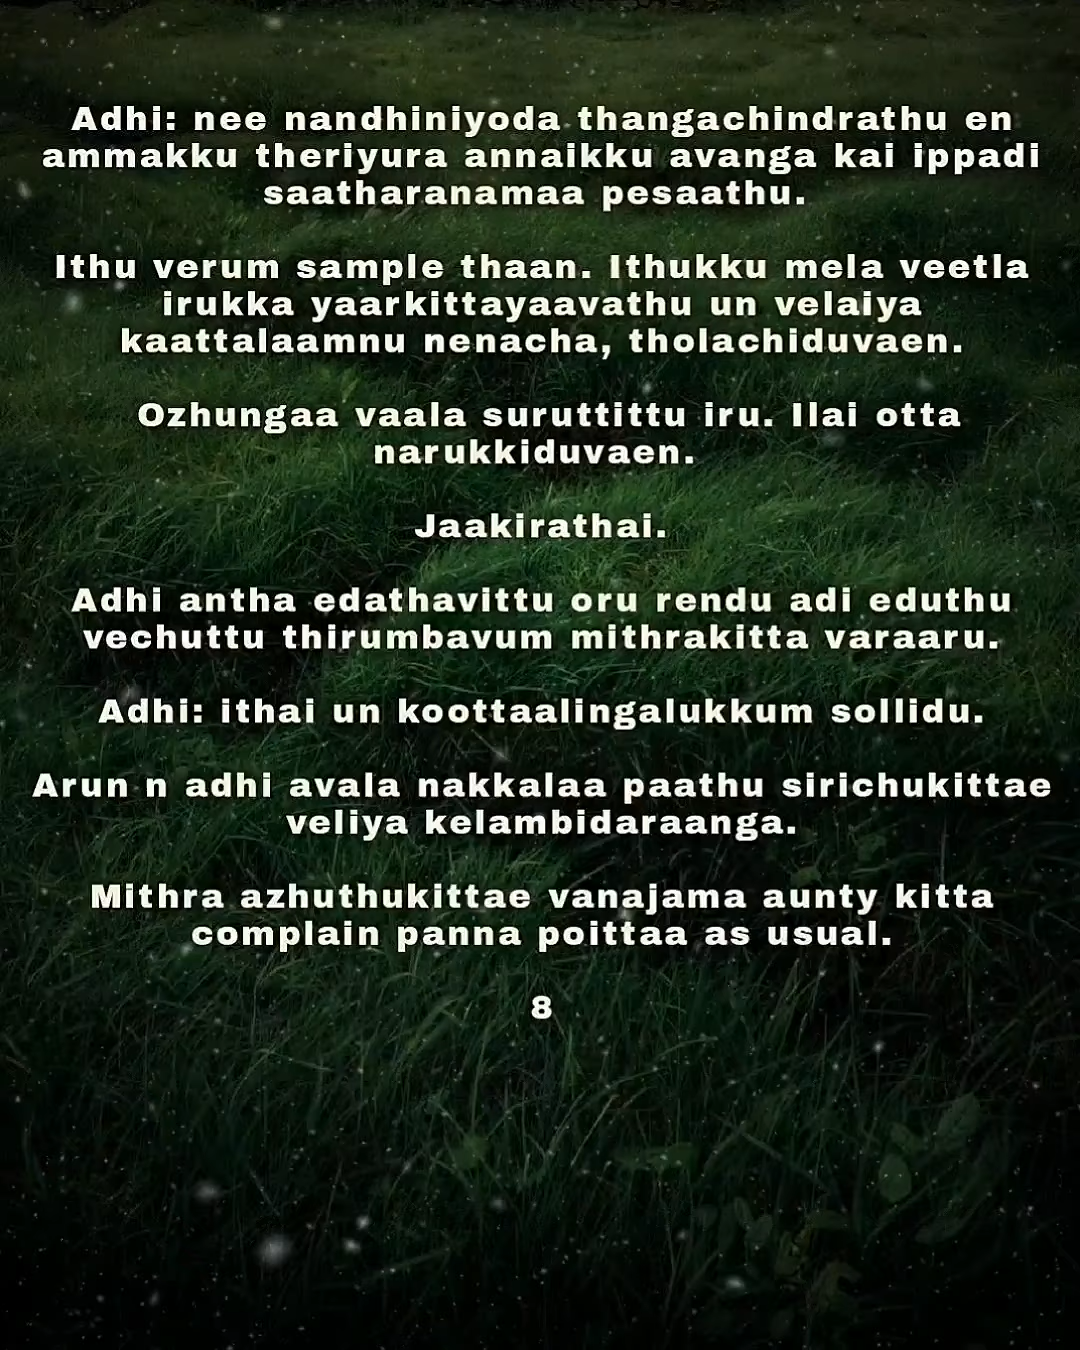 Adhi: nee nandhiniyoda thangachindrathu en
ammakku theriyura annaikku avanga kai ippadi
saatharanamaa pesaathu.
Ithu verum sample thaan. Ithukku mela veetla
irukka yaarkittayaavathu un velaiya
kaattalaamnu nenacha, tholachiduvaen.
Ozhungaa vaala suruttittu iru. Ilai otta
narukkiduvaen.
Jaakirathai.
Adhi antha edathavittu oru rendu adi eduthu
vechuttu thirumbavum mithrakitta varaaru.
Adhi: ithai un koottaalingalukkum sollidu.
Arun n adhi avala nakkalaa paathu sirichukittae
veliya kelambidaraanga.
Mithra azhuthukittae vanajama aunty kitta
complain panna poittaa as usual.
8